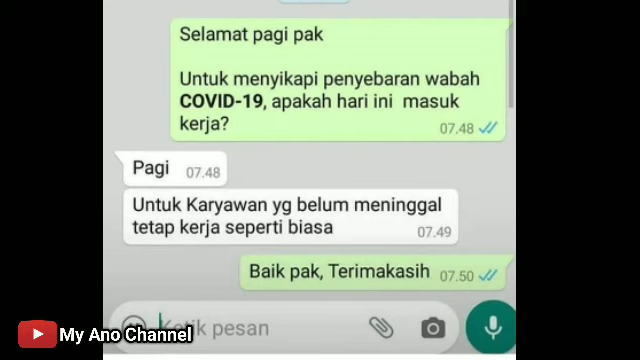 Selamat pagi pak
Untuk menyikapi penyebaran wabah
COVID-19, apakah hari ini masuk
kerja?
07.48
Pagi 07.48
Untuk Karyawan yg belum meninggal
tetap kerja seperti biasa
07.49
Baik pak, Terimakasih 07.50
Ketik pesan
My Ano Channel